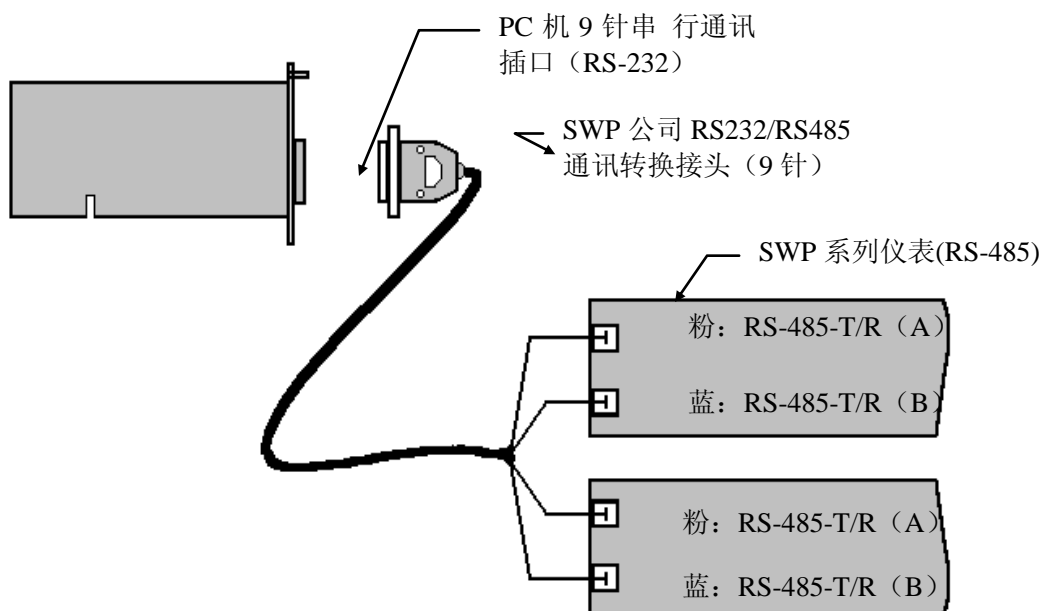 PC 机 9 针串 行通讯
插口（RS-232）
SWP 公司 RS232/RS485
通讯转换接头（9 针）
SWP 系列仪表(RS-485)
粉：RS-485-T/R（A）
蓝：RS-485-T/R（B）
粉：RS-485-T/R（A）
蓝：RS-485-T/R（B）